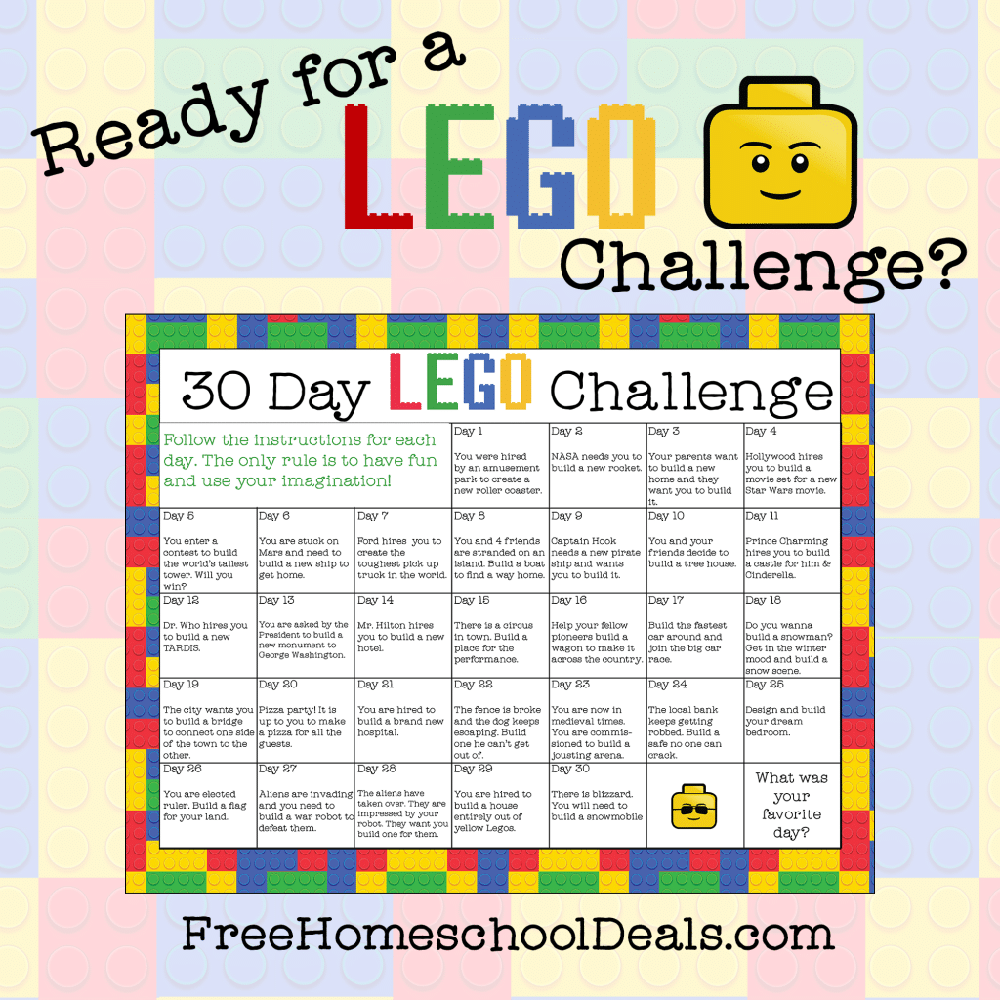 Ready for a
LEGO
Challenge?
30 Day LEGO Challenge
Follow the instructions for each
day. The only rule is to have fun
and use your imagination!
Day 1
You were hired
by an amusement
park to create a
new roller coaster.
Day 2
NASA needs you to
build a new rocket.
Day 3
Your parents want
to build a new
home and they
want you to build
it.
Day 4
Hollywood hires
you to build a
movie set for a new
Star Wars movie.
Day 5
You enter a
contest to build
the world's tallest
tower. Will you
win?
Day 6
You are stuck on
Mars and need to
build a new ship to
get home.
Day 7
Ford hires you to
create the
toughest pick up
truck in the world.
Day 8
You and 4 friends
are stranded on an
island. Build a boat
to find a way home.
Day 9
Captain Hook
needs a new pirate
ship and wants
you to build it.
Day 10
You and your
friends decide to
build a tree house.
Day 11
Prince Charming
hires you to build
a castle for him &
Cinderella.
Day 12
Dr. Who hires you
to build a new
TARDIS.
Day 13
You are asked by the
President to build a
new monument to
George Washington.
Day 14
Mr. Hilton hires
you to build a new
hotel.
Day 15
There is a circus
in town. Build a
place for the
performance.
Day 16
Help your fellow
pioneers build a
wagon to make it
across the country.
Day 17
Build the fastest
car around and
join the big car
race.
Day 18
Do you wanna
build a snowman?
Get in the winter
mood and build a
snow scene.
Day 19
The city wants you
to build a bridge
to connect one side
of the town to the
other.
Day 20
Pizza party! It is
up to you to make
a pizza for all the
guests.
Day 21
You are hired to
build a brand new
hospital.
Day 22
The fence is broke
and the dog keeps
escaping. Build
one he can't get
out of.
Day 23
You are now in
medieval times.
You are commis-
sioned to build a
jousting arena.
Day 24
The local bank
keeps getting
robbed. Build a
safe no one can
crack.
Day 25
Design and build
your dream
bedroom.
Day 26
You are elected
ruler. Build a flag
for your land.
Day 27
Aliens are invading
and you need to
build a war robot to
defeat them.
Day 28
The aliens have
taken over. They are
impressed by your
robot. They want you
build one for them.
Day 29
You are hired to
build a house
entirely out of
yellow Legos.
Day 30
There is blizzard.
You will need to
build a snowmobile
What was
your
favorite
day?
FreeHomeschoolDeals.com